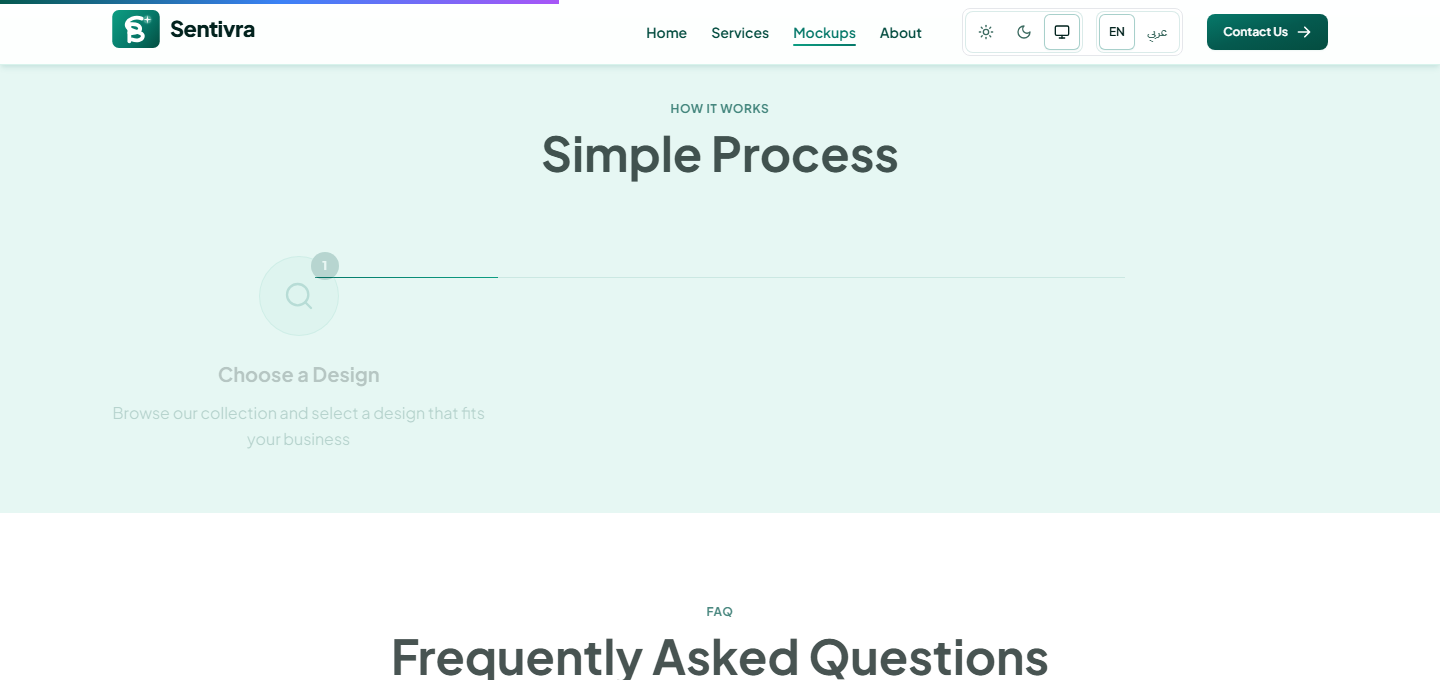 Sentivra
Home Services Mockups About
EN عربي
Contact Us
HOW IT WORKS
Simple Process
1
Choose a Design
Browse our collection and select a design that fits
your business
FAQ
Frequently Asked Questions